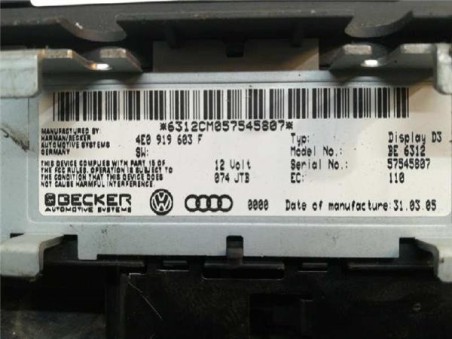 *6312CM057545807*
MANUFACTURED BY:
HARMAN/BECKER
AUTOMOTIVE SYSTEMS
GERMANY
4E0 919 603 F
SW:
Typ: Display D3
Model No.: BE 6312
Serial No.: 57545807
EC: 110
THIS DEVICE COMPLIES WITH PART 15 OF
THE FCC RULES. OPERATION IS SUBJECT TO
THE CONDITION THAT THIS DEVICE DOES
NOT CAUSE HARMFUL INTERFERENCE
12 Volt
074 JTB
BECKER
AUTOMOTIVE SYSTEMS
0000
Date of manufacture: 31.03.05